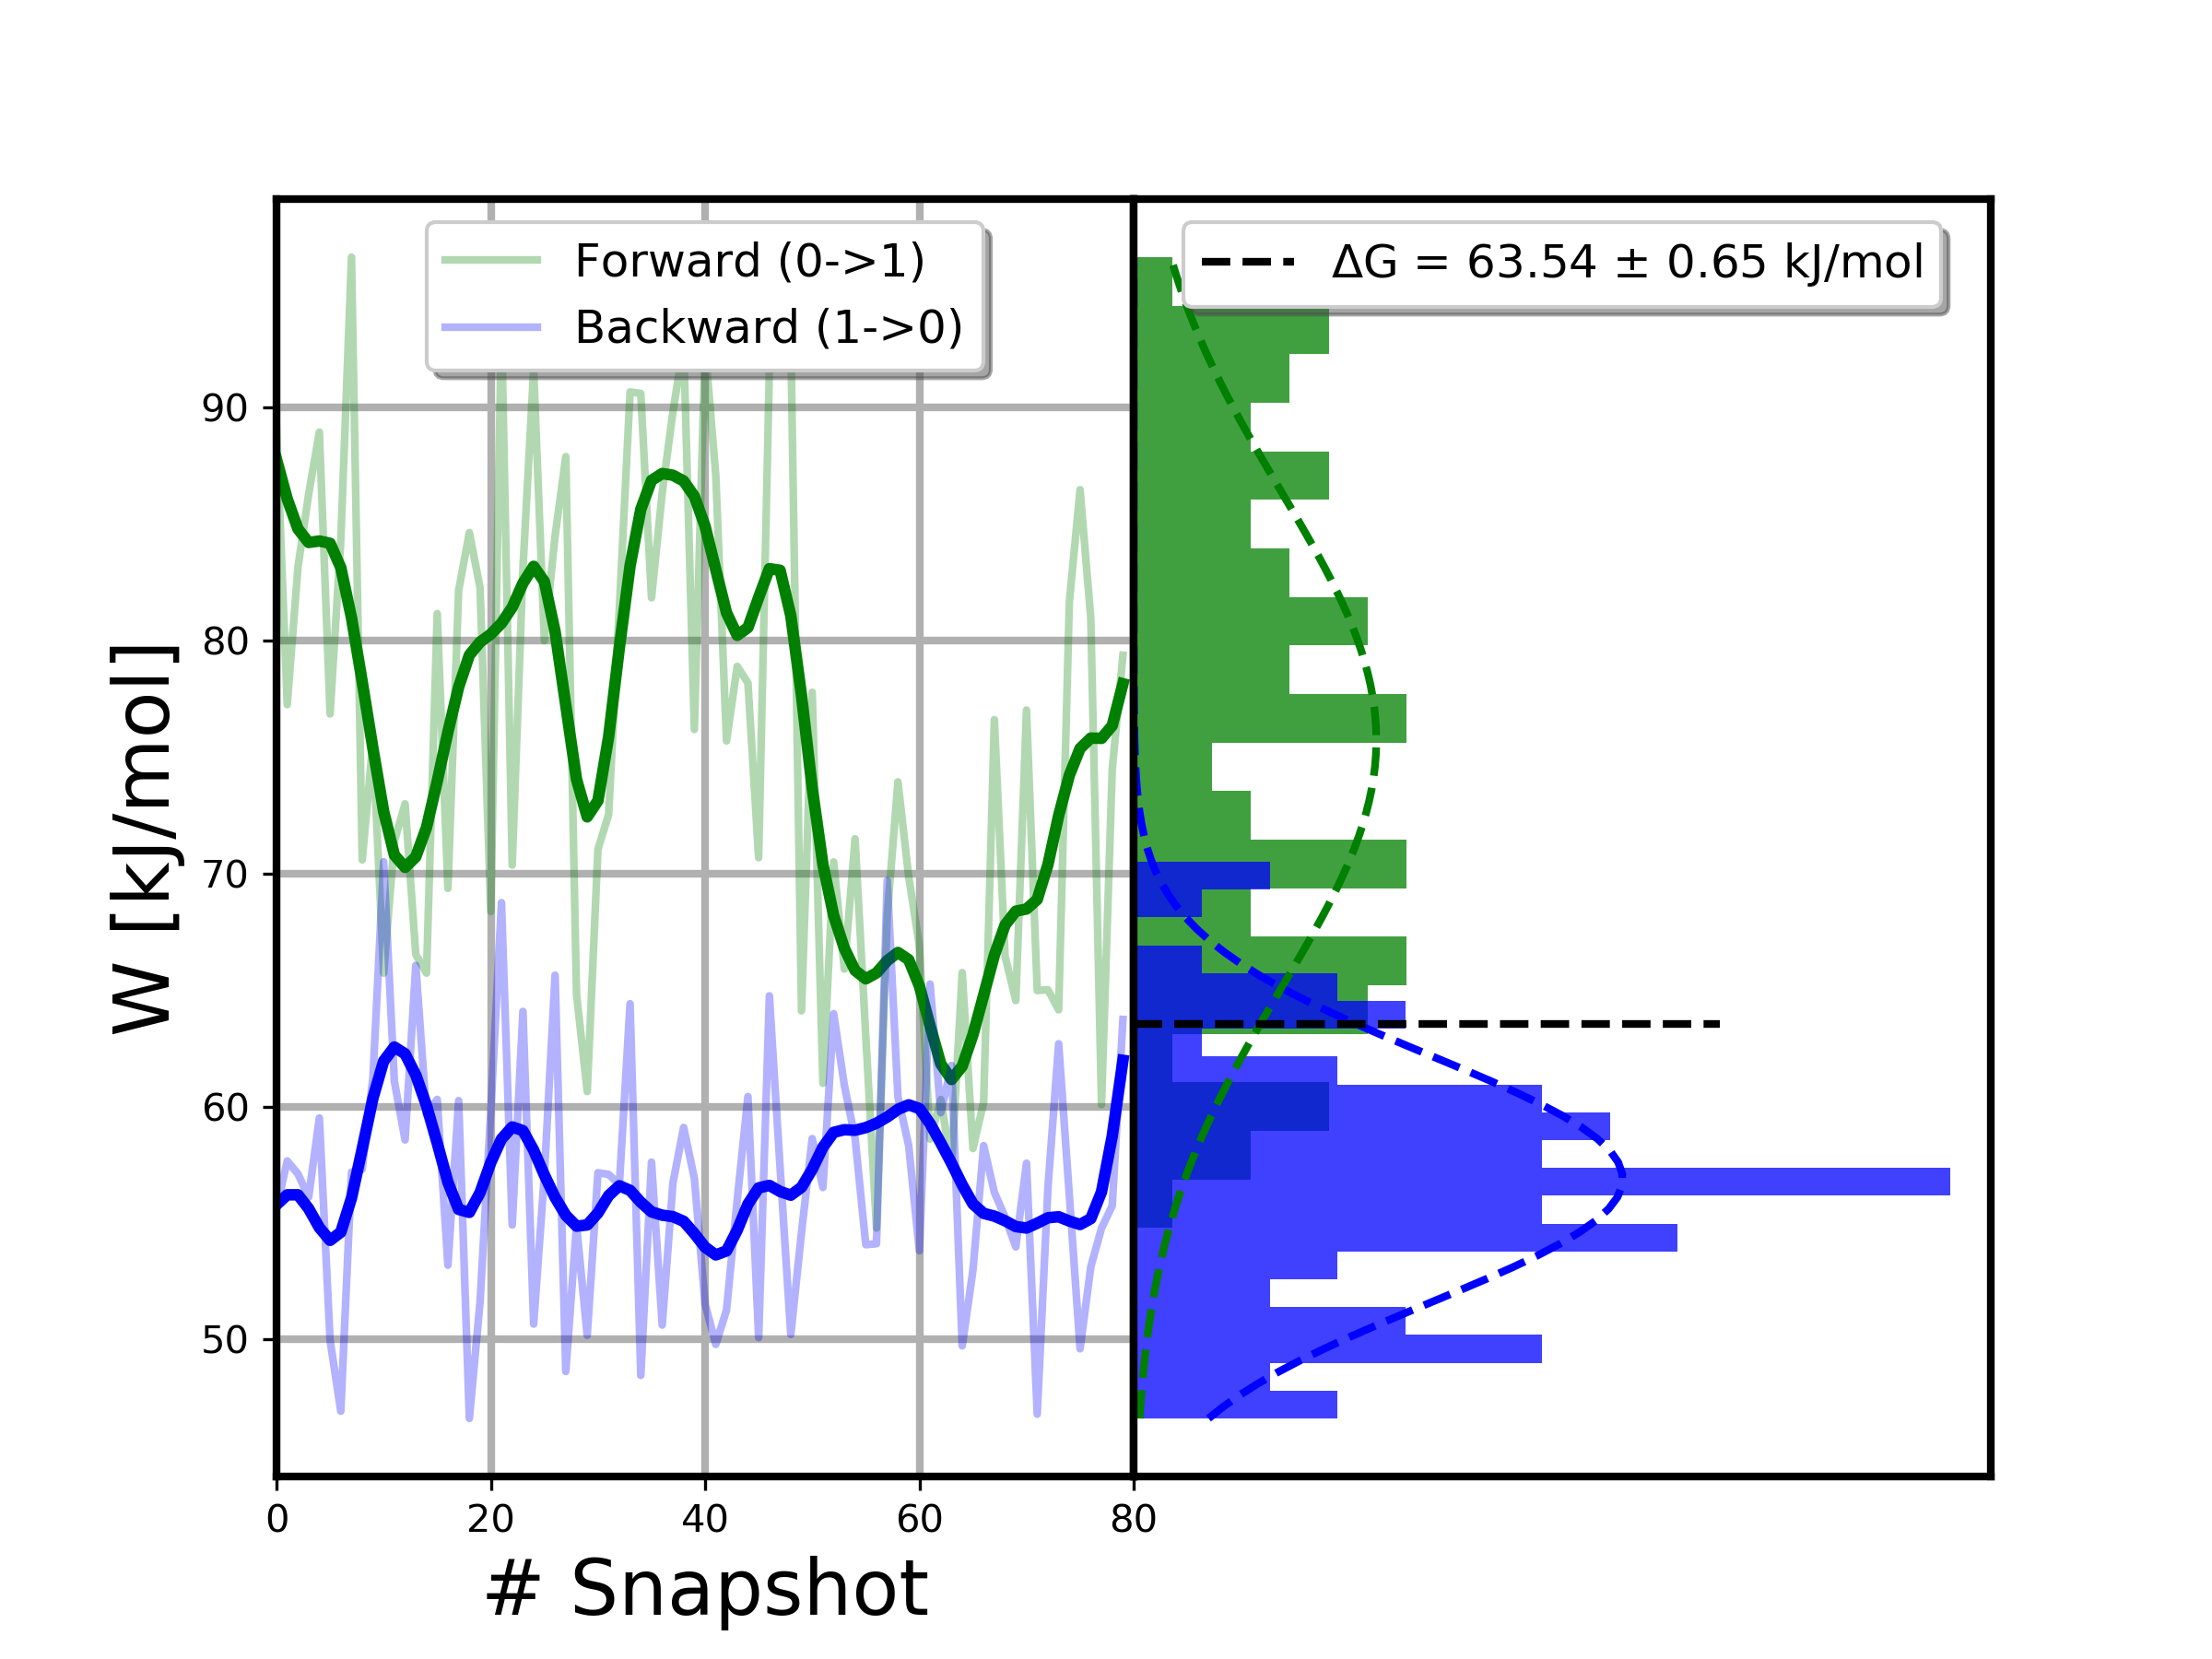 Forward (0->1)
Backward (1->0)
ΔG = 63.54 ± 0.65 kJ/mol
W [kJ/mol]
90
80
70
60
50
0
20
40
60
80
# Snapshot